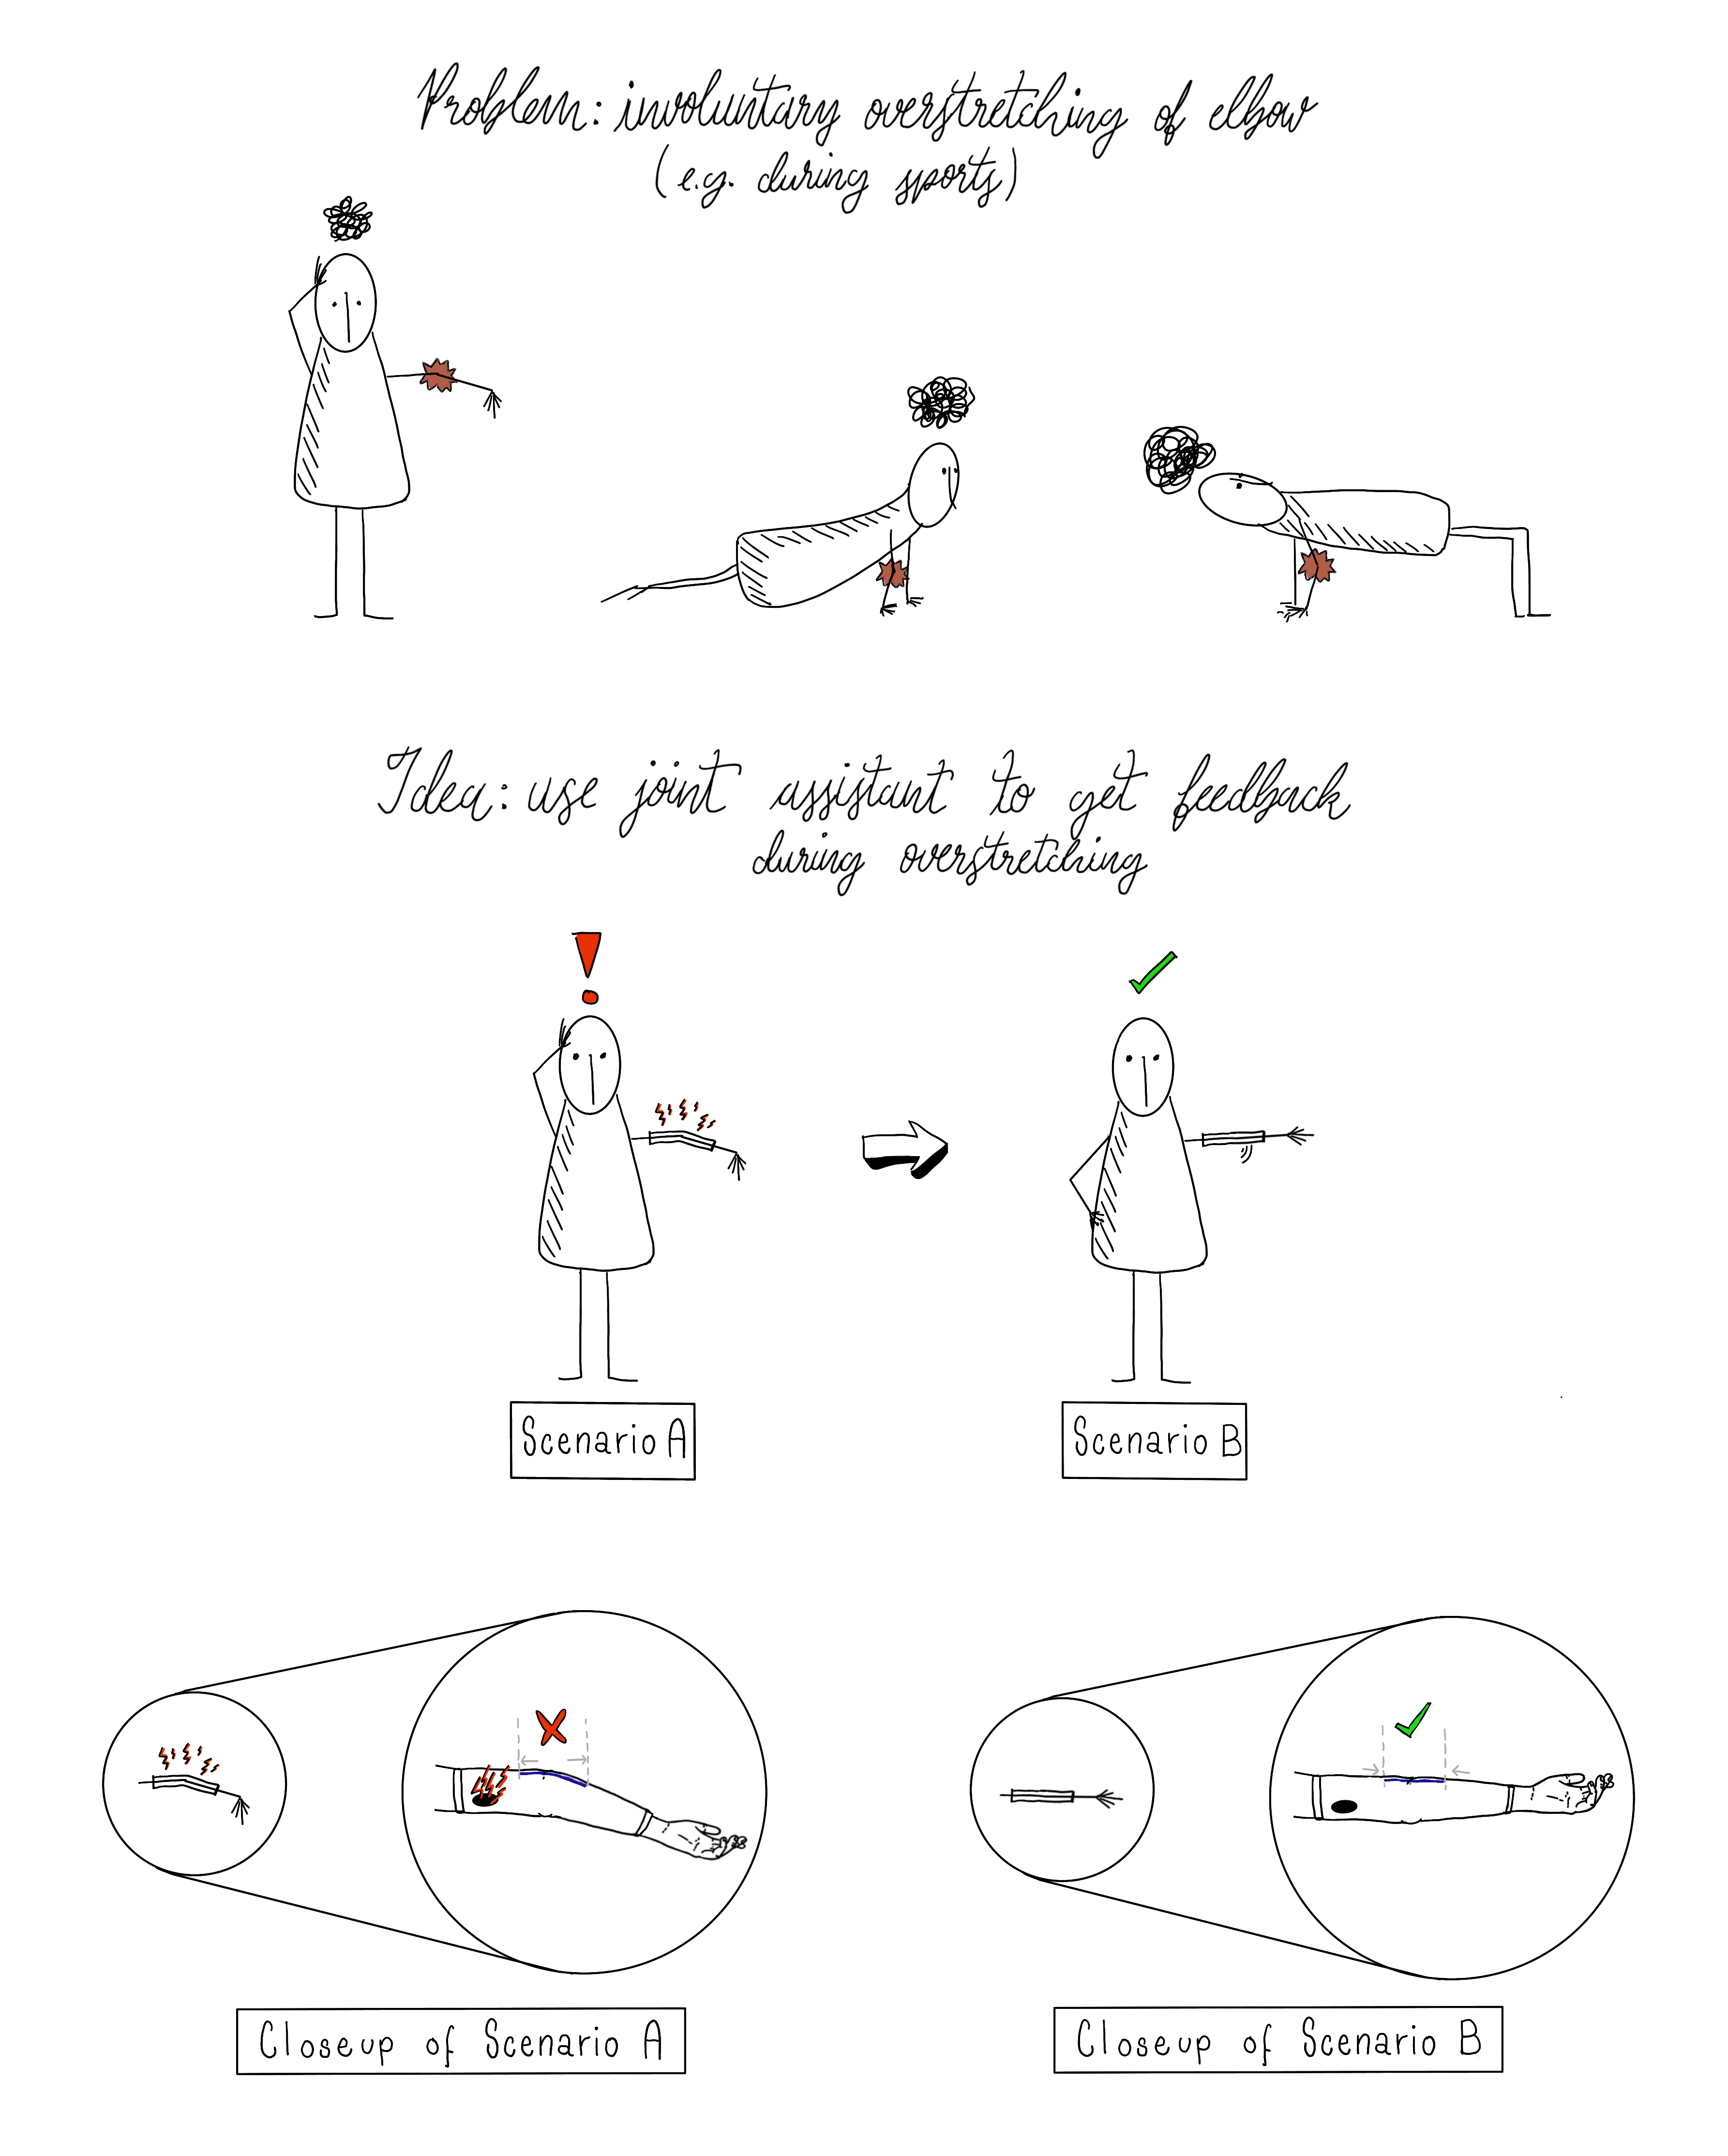 Problem: involuntary overstretching of elbow
(e.g. during sports)
Idea: use joint assistant to get feedback
during overstretching
Scenario A
Scenario B
Closeup of Scenario A
Closeup of Scenario B